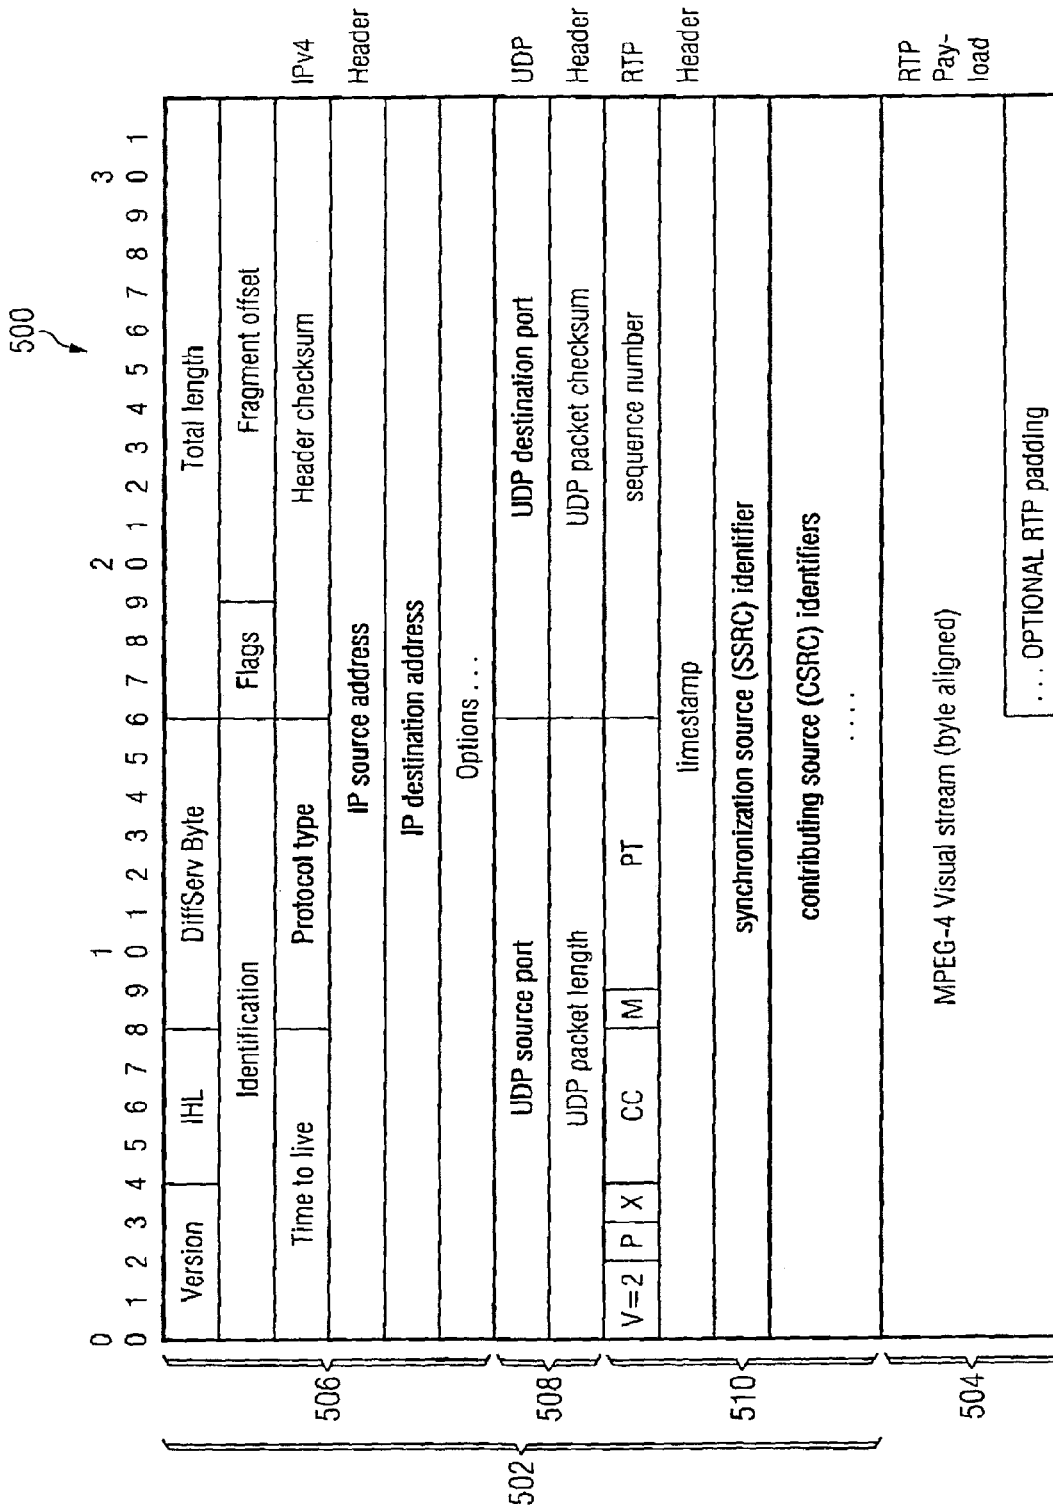 500
0 1 2 3
0 1 2 3 4 5 6 7 8 9 0 1 2 3 4 5 6 7 8 9 0 1 2 3 4 5 6 7 8 9 0 1
Version IHL DiffServ Byte Total length
Identification Flags Fragment offset
Time to live Protocol type Header checksum IPv4
IP source address Header
IP destination address
Options . . .
506
UDP source port UDP destination port UDP
UDP packet length UDP packet checksum Header
508
V=2 P X CC M PT sequence number RTP
timestamp Header
synchronization source (SSRC) identifier
contributing source (CSRC) identifiers
. . . .
510
502
MPEG-4 Visual stream (byte aligned) RTP
Pay-
load
. . . OPTIONAL RTP padding
504